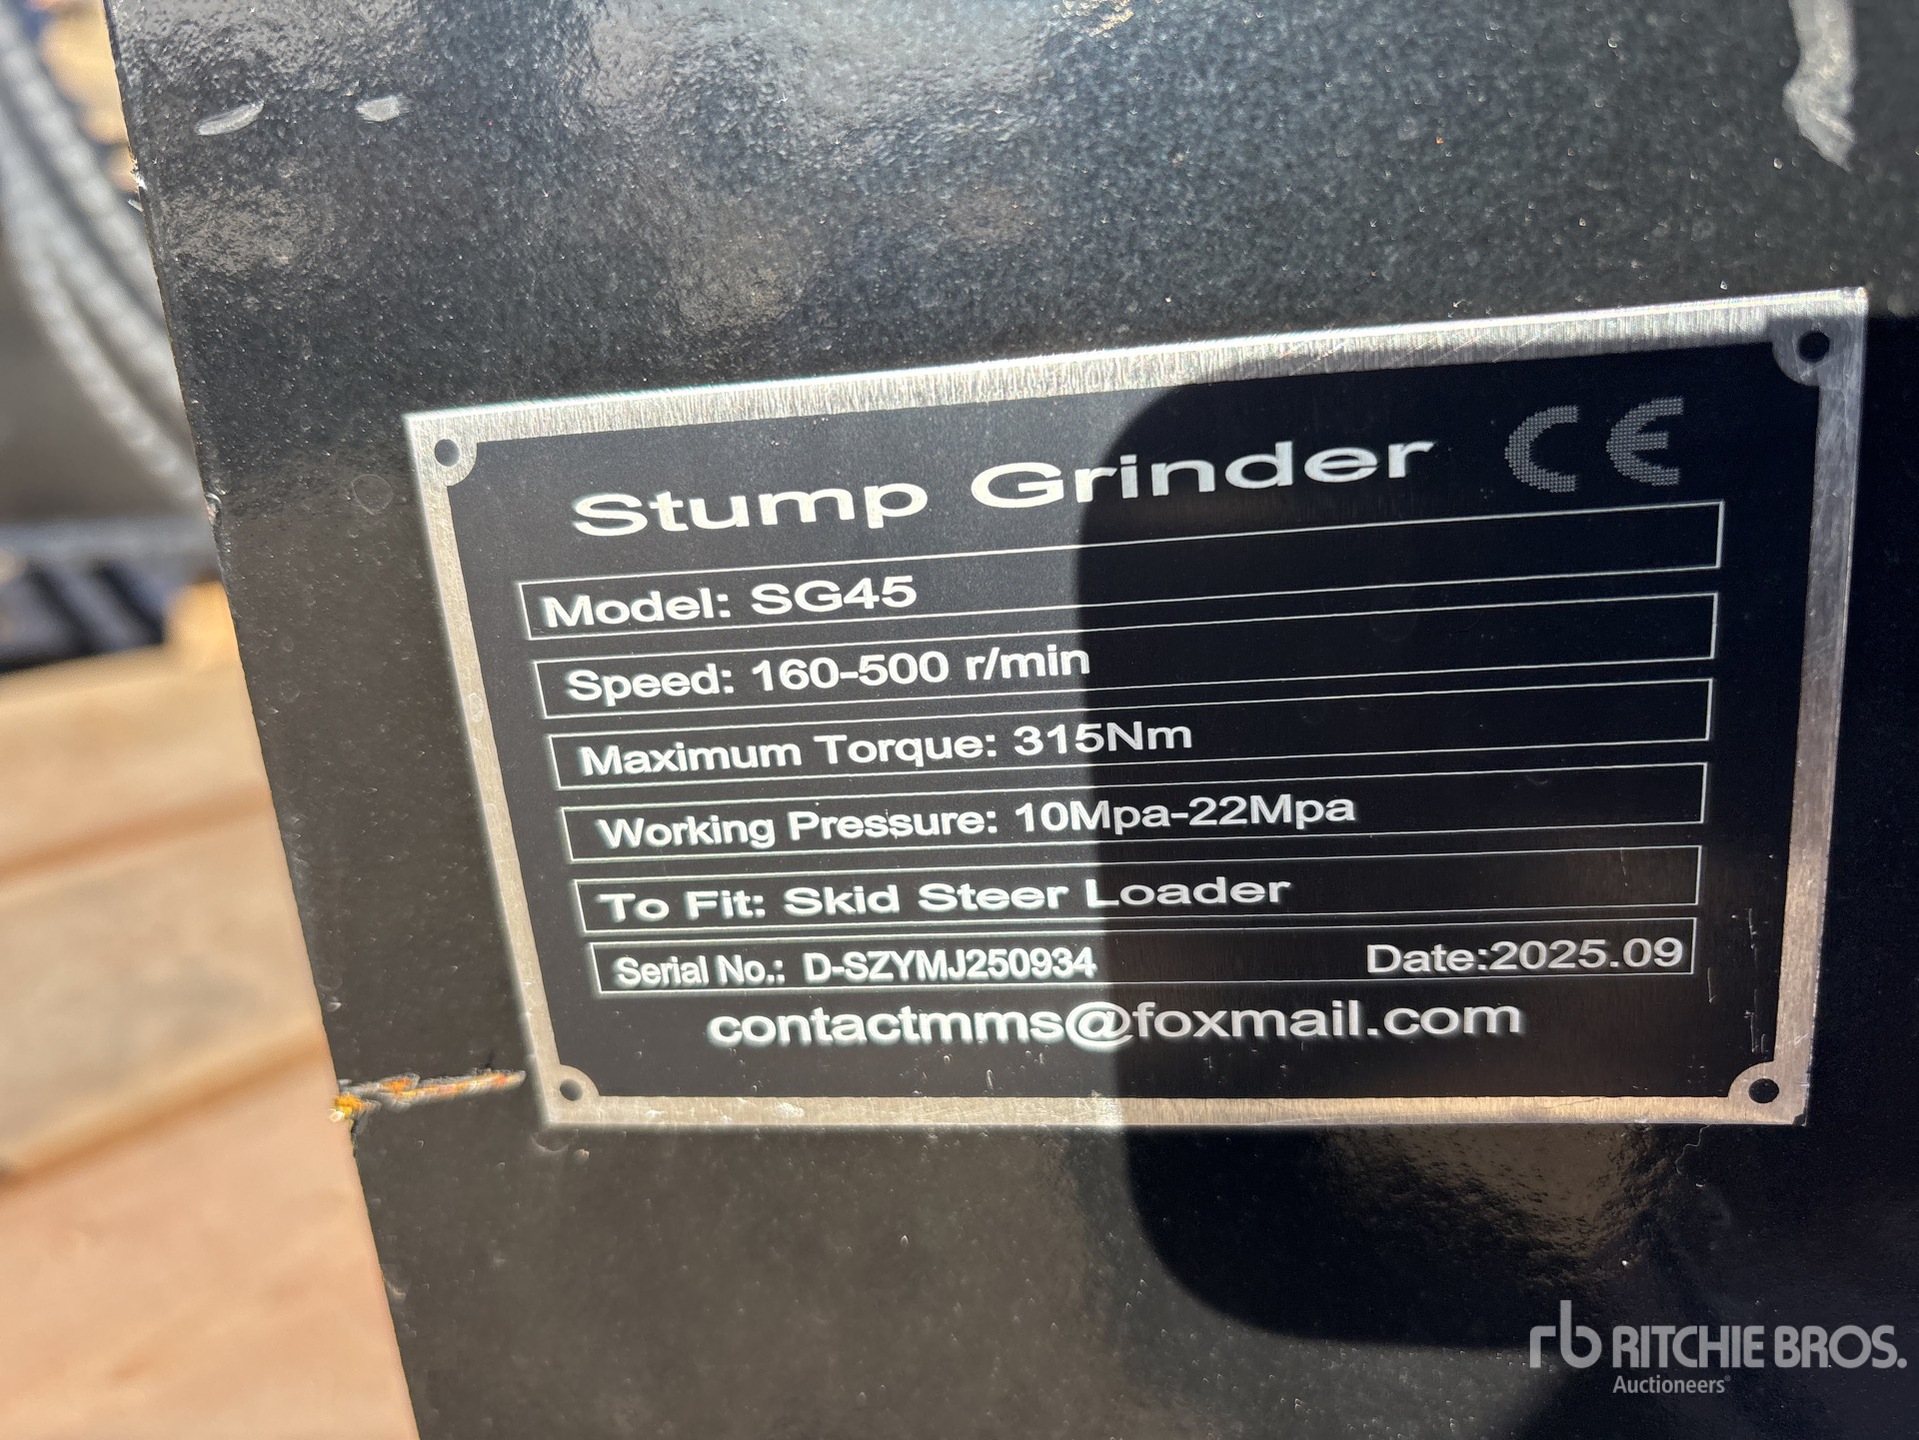 Stump Grinder CE
Model: SG45
Speed: 160-500 r/min
Maximum Torque: 315Nm
Working Pressure: 10Mpa-22Mpa
To Fit: Skid Steer Loader
Serial No.: D-SZYMJ250934 Date:2025.09
contactmms@foxmail.com
rb RITCHIE BROS.
Auctioneers